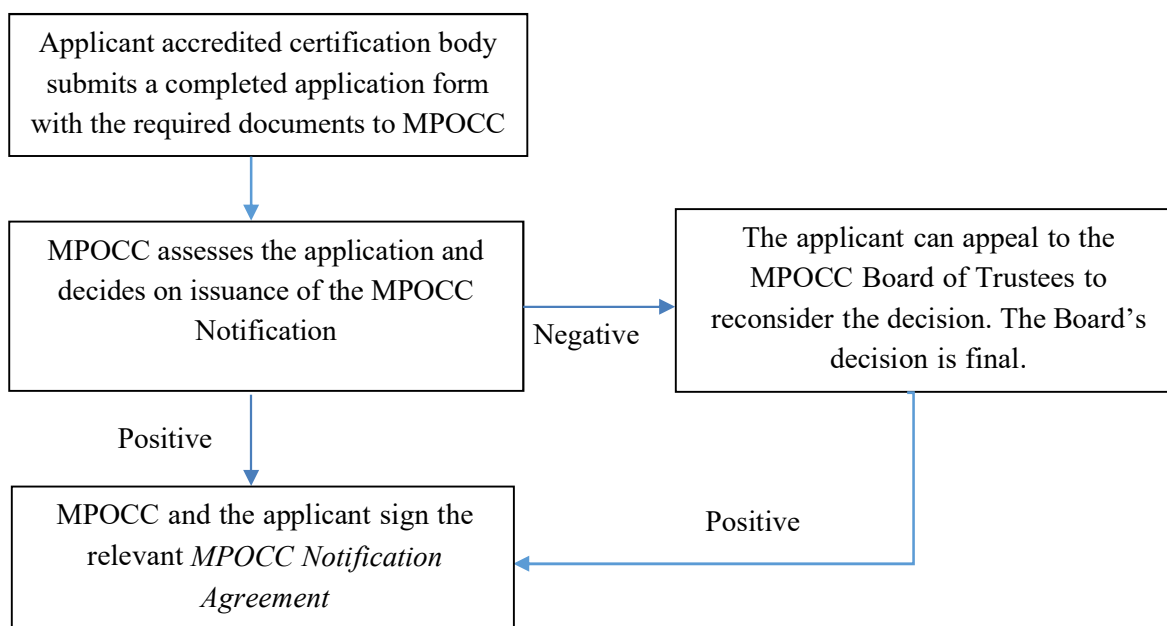 Applicant accredited certification body
submits a completed application form
with the required documents to MPOCC
MPOCC assesses the application and
decides on issuance of the MPOCC
Notification
Negative
The applicant can appeal to the
MPOCC Board of Trustees to
reconsider the decision. The Board’s
decision is final.
Positive
Positive
MPOCC and the applicant sign the
relevant MPOCC Notification
Agreement